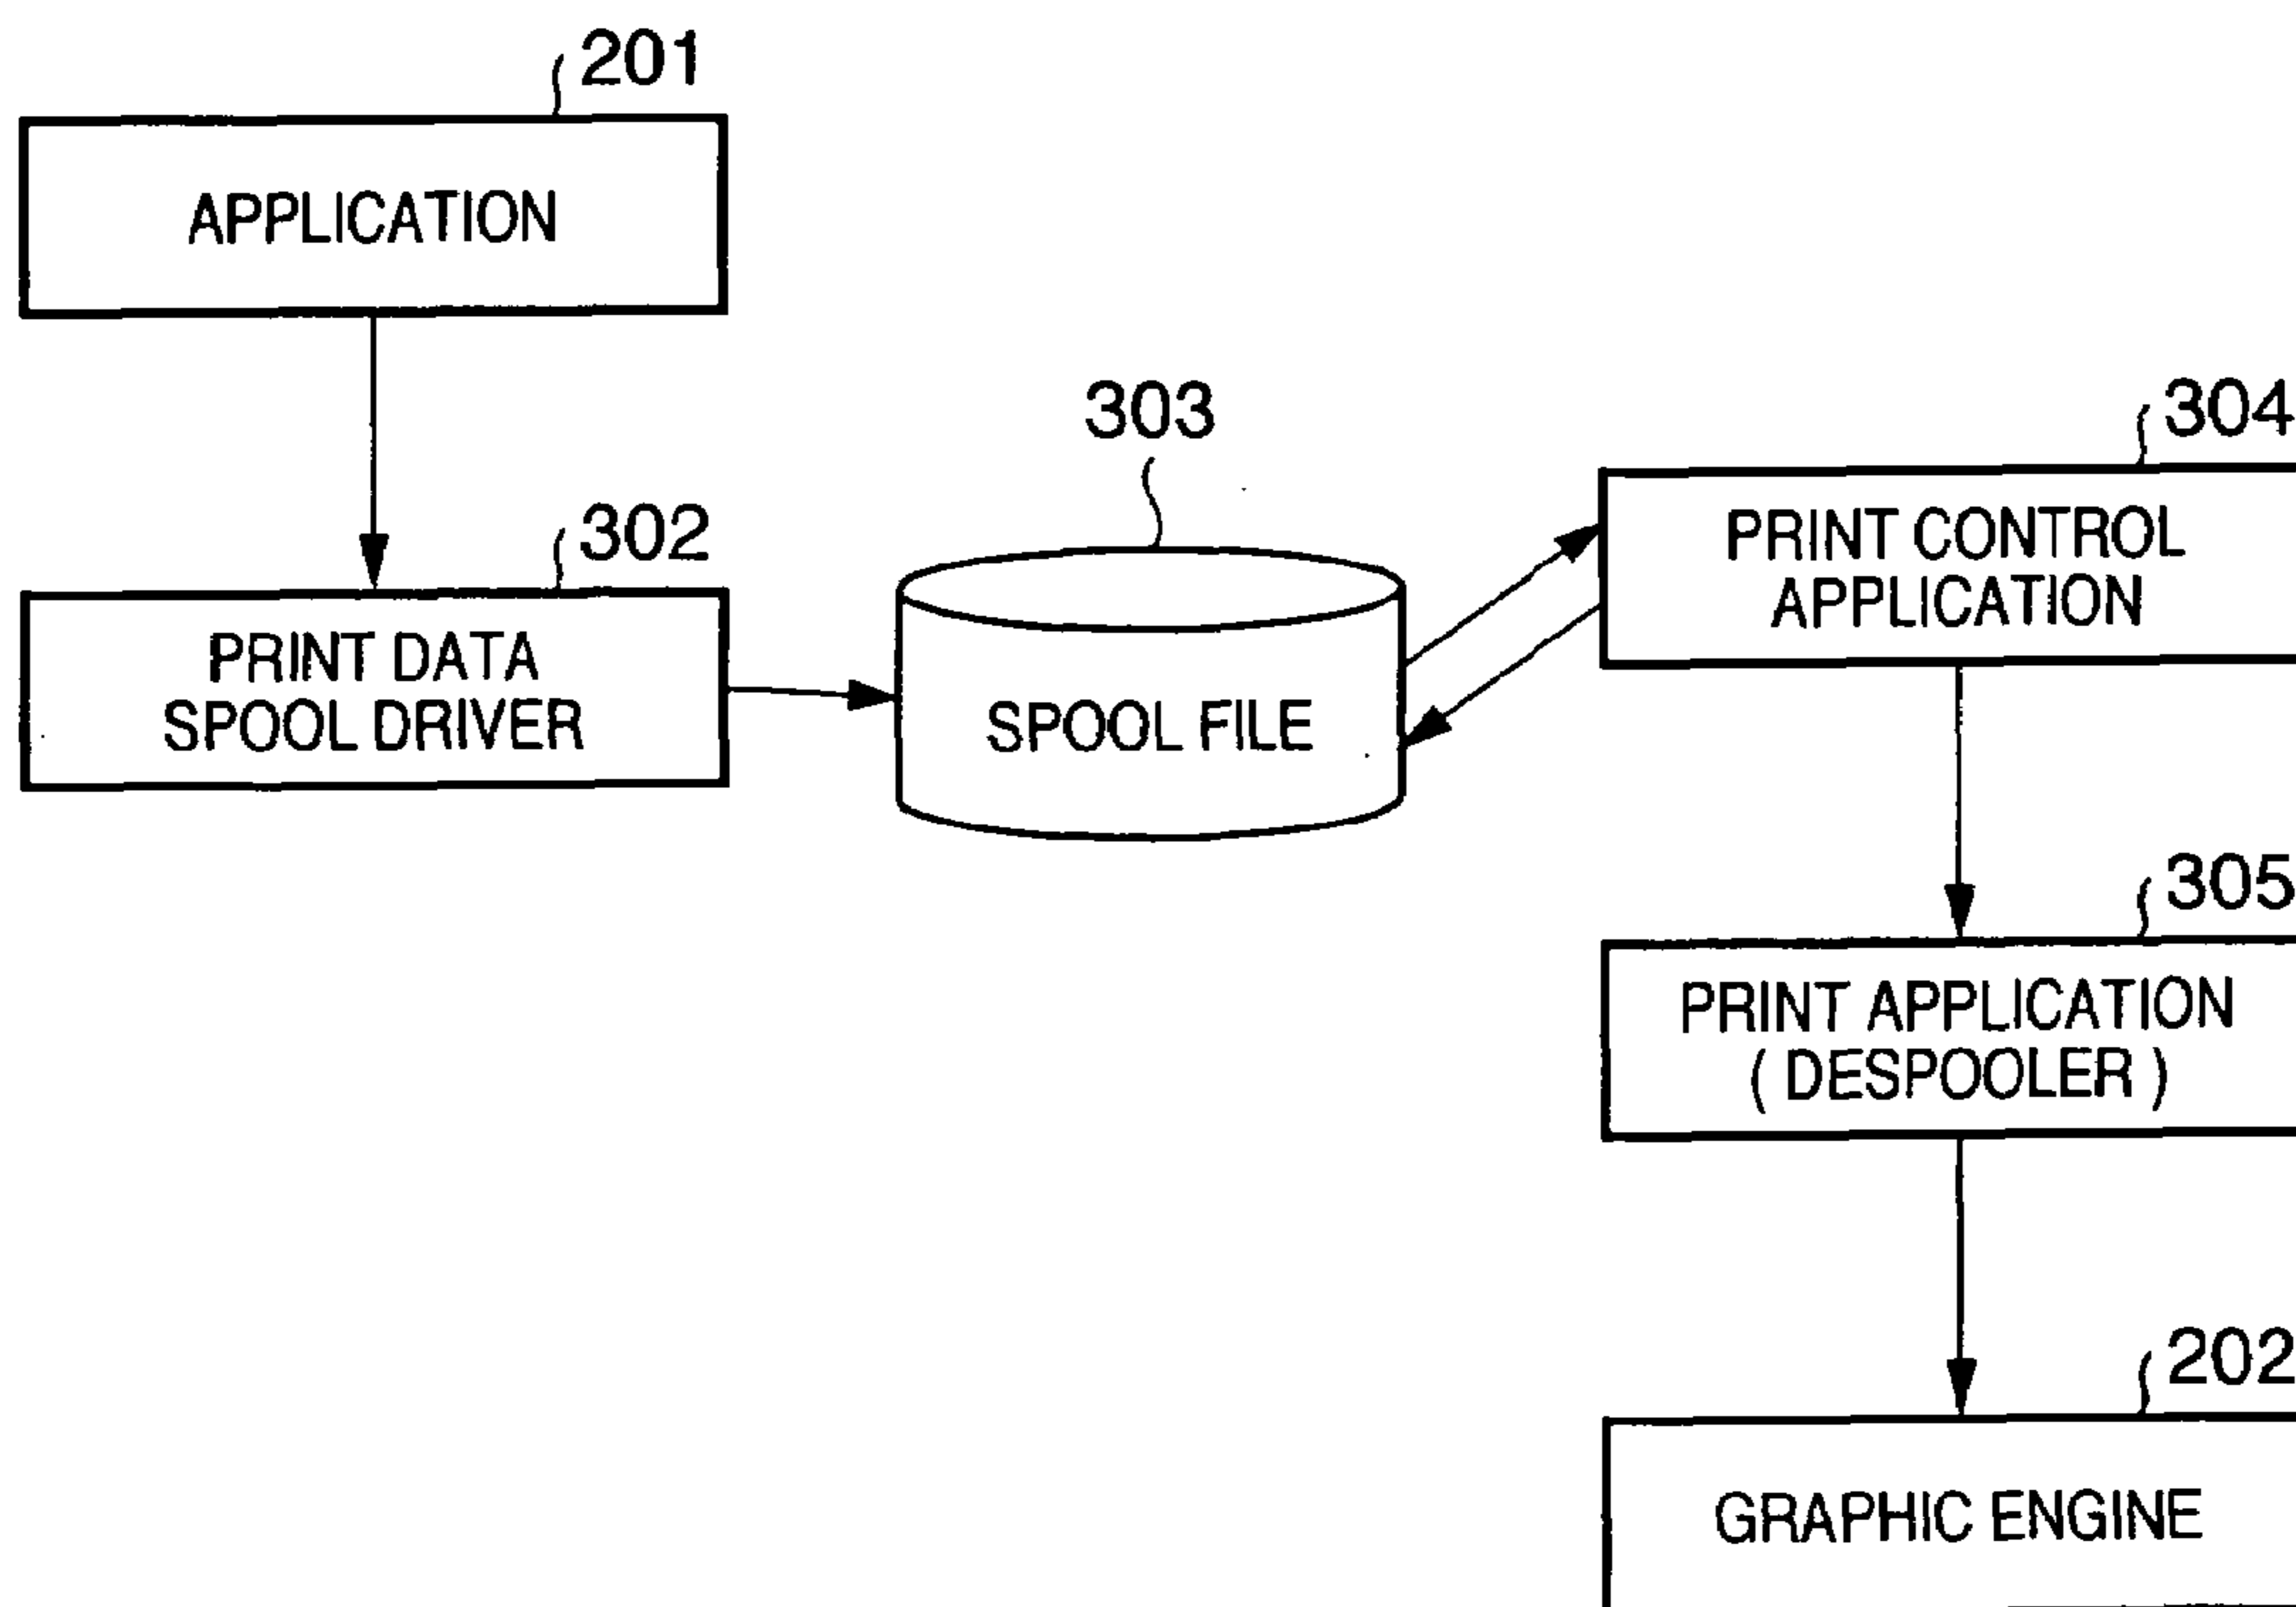 201
APPLICATION
302
PRINT DATA
SPOOL DRIVER
303
SPOOL FILE
304
PRINT CONTROL
APPLICATION
305
PRINT APPLICATION
( DESPOOLER )
202
GRAPHIC ENGINE